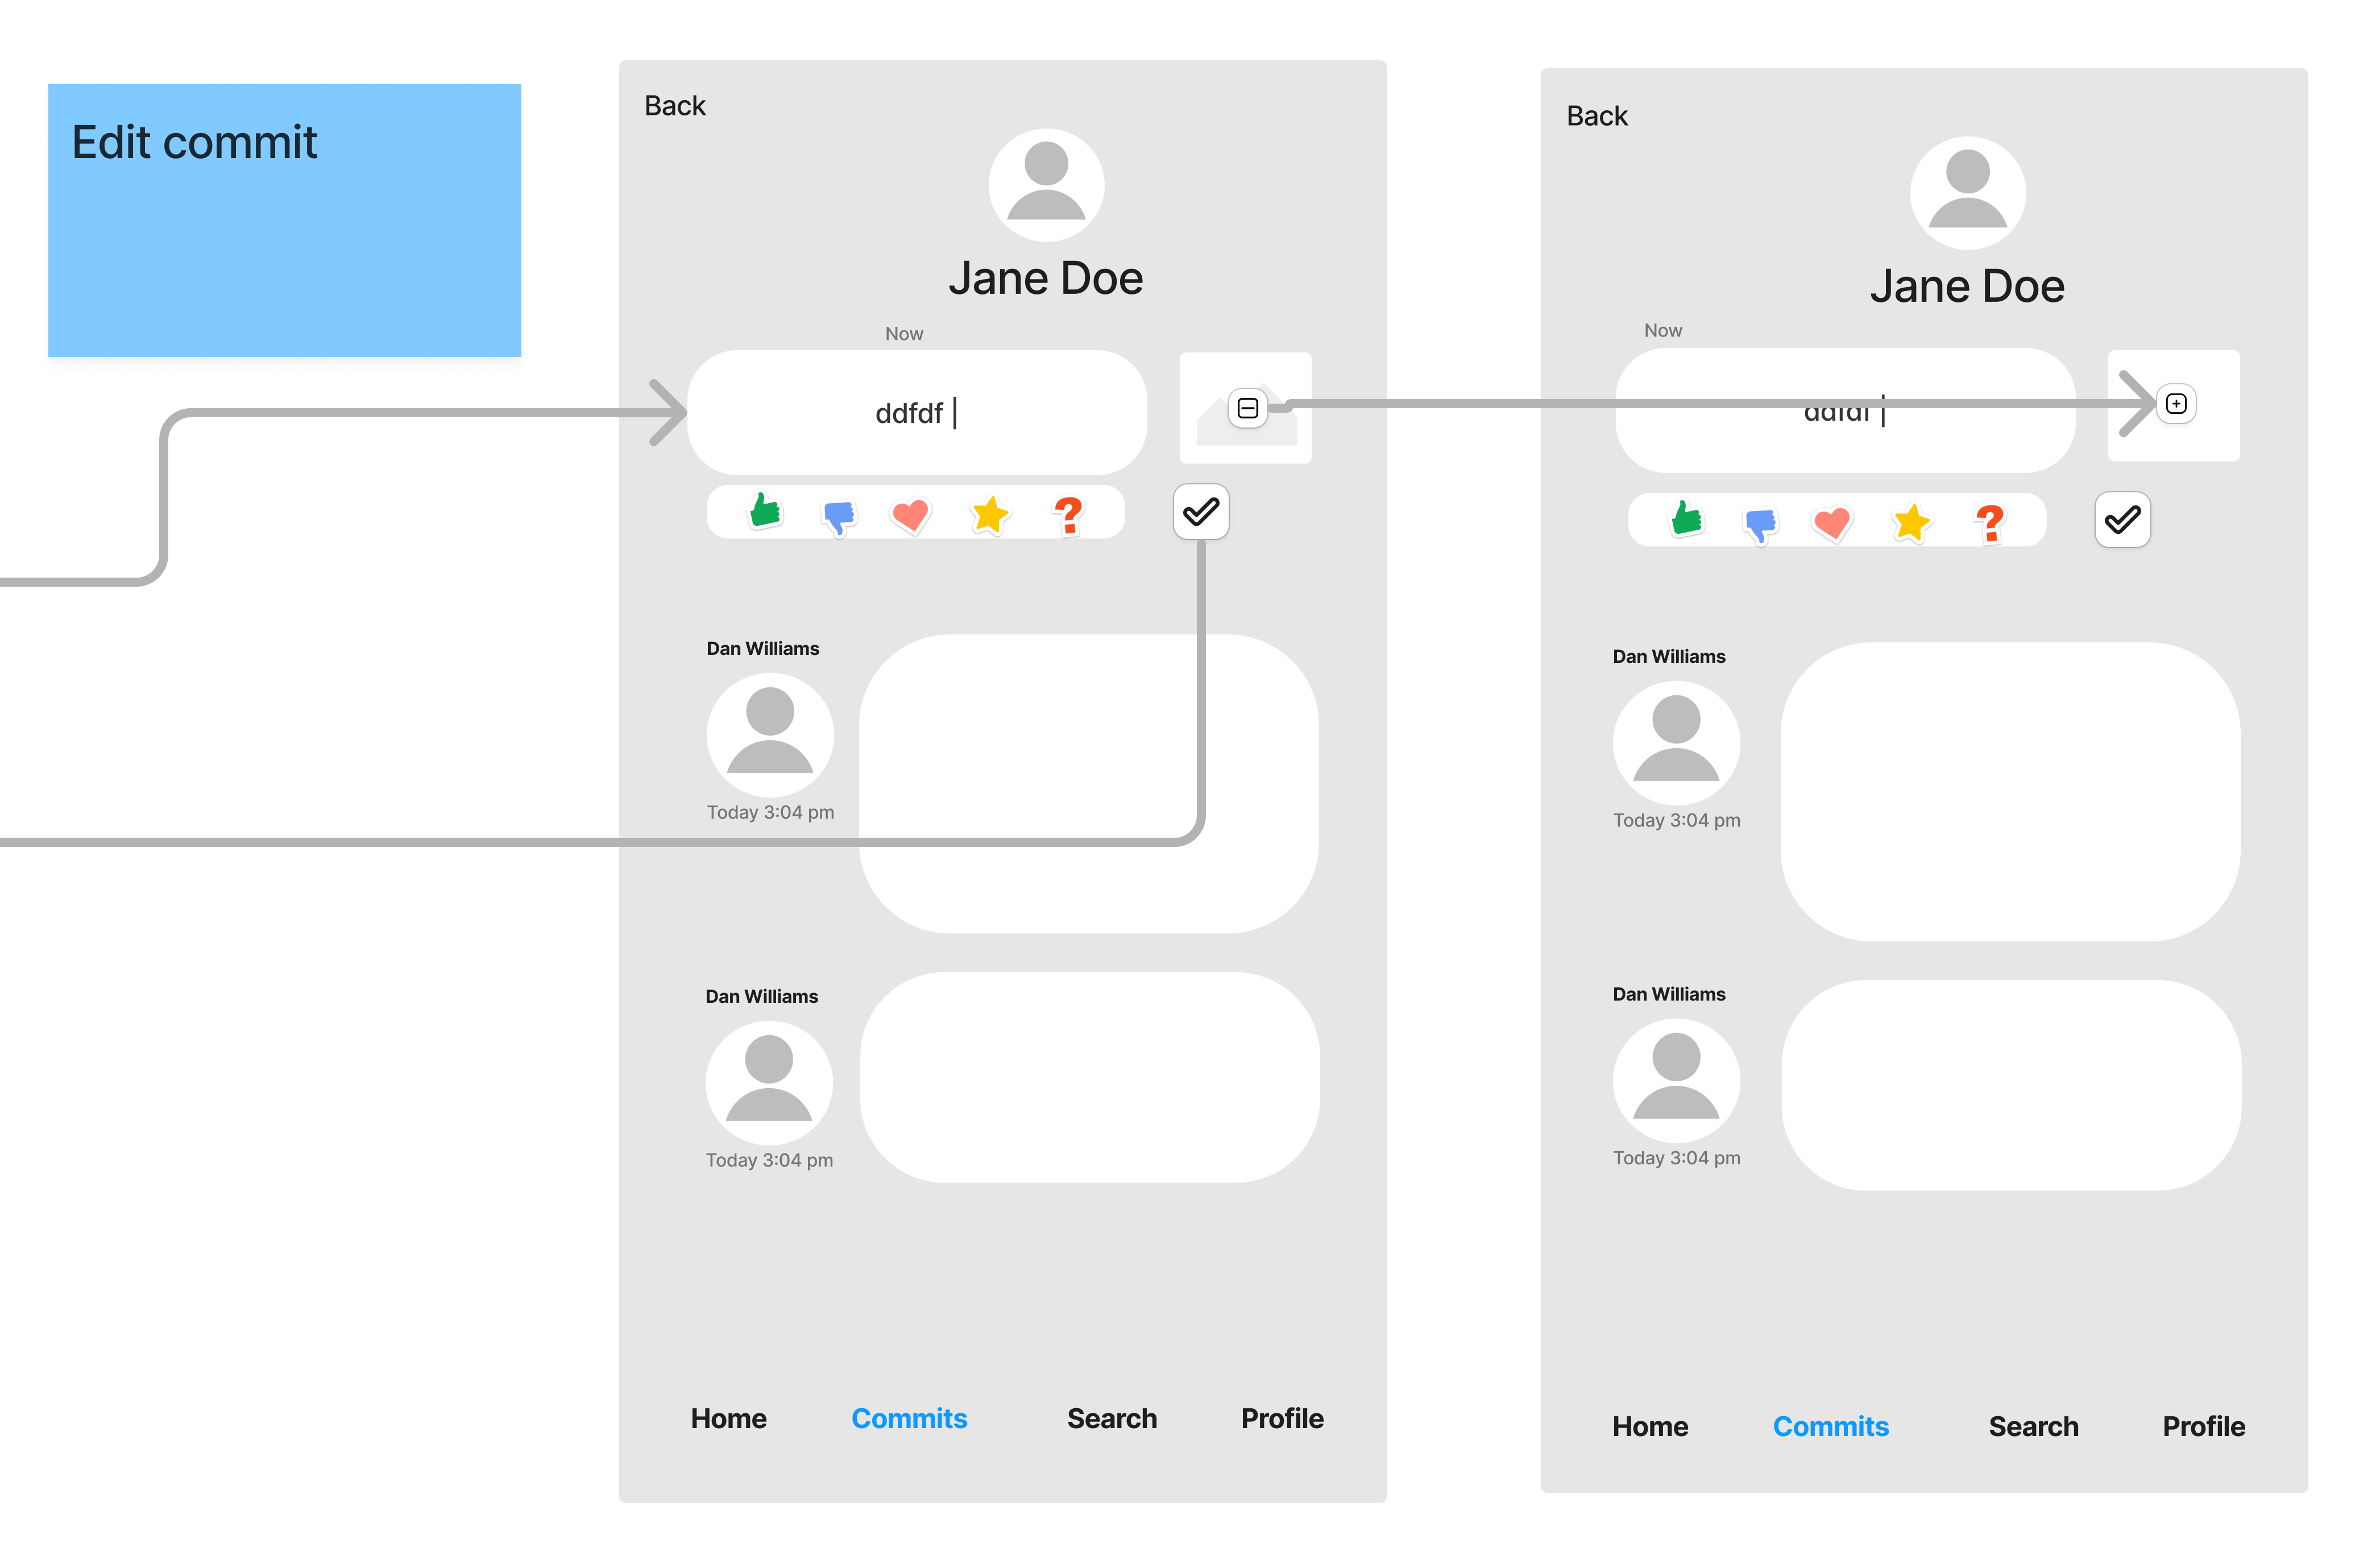 Edit commit
Back
Jane Doe
Now
ddfdf |
Dan Williams
Today 3:04 pm
Dan Williams
Today 3:04 pm
Home Commits Search Profile
Back
Jane Doe
Now
ddfdf |
Dan Williams
Today 3:04 pm
Dan Williams
Today 3:04 pm
Home Commits Search Profile